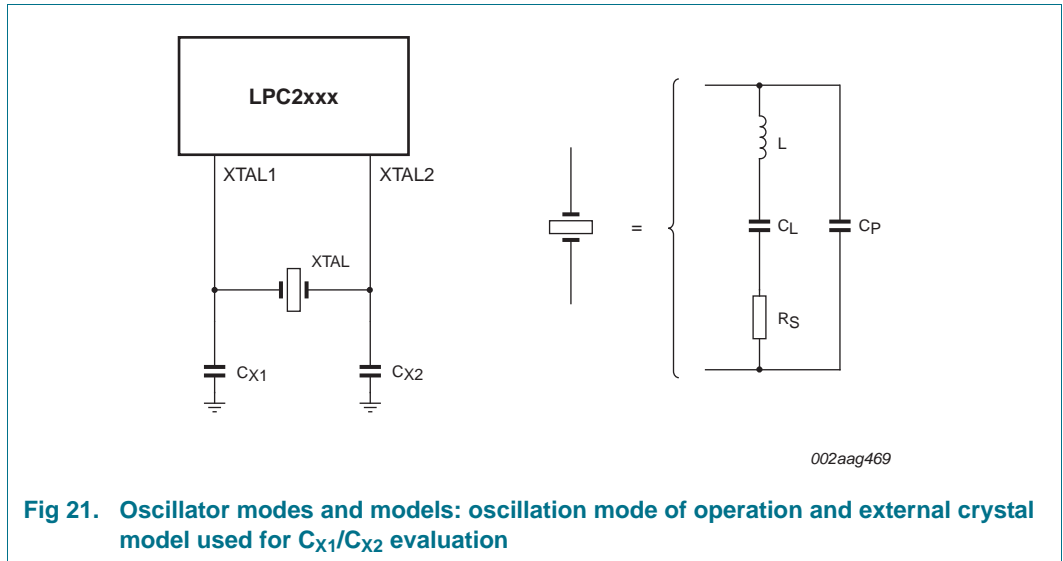 LPC2xxx
XTAL1
XTAL2
XTAL
CX1
CX2
=
L
CL
CP
RS
002aag469
Fig 21. Oscillator modes and models: oscillation mode of operation and external crystal
model used for CX1/CX2 evaluation